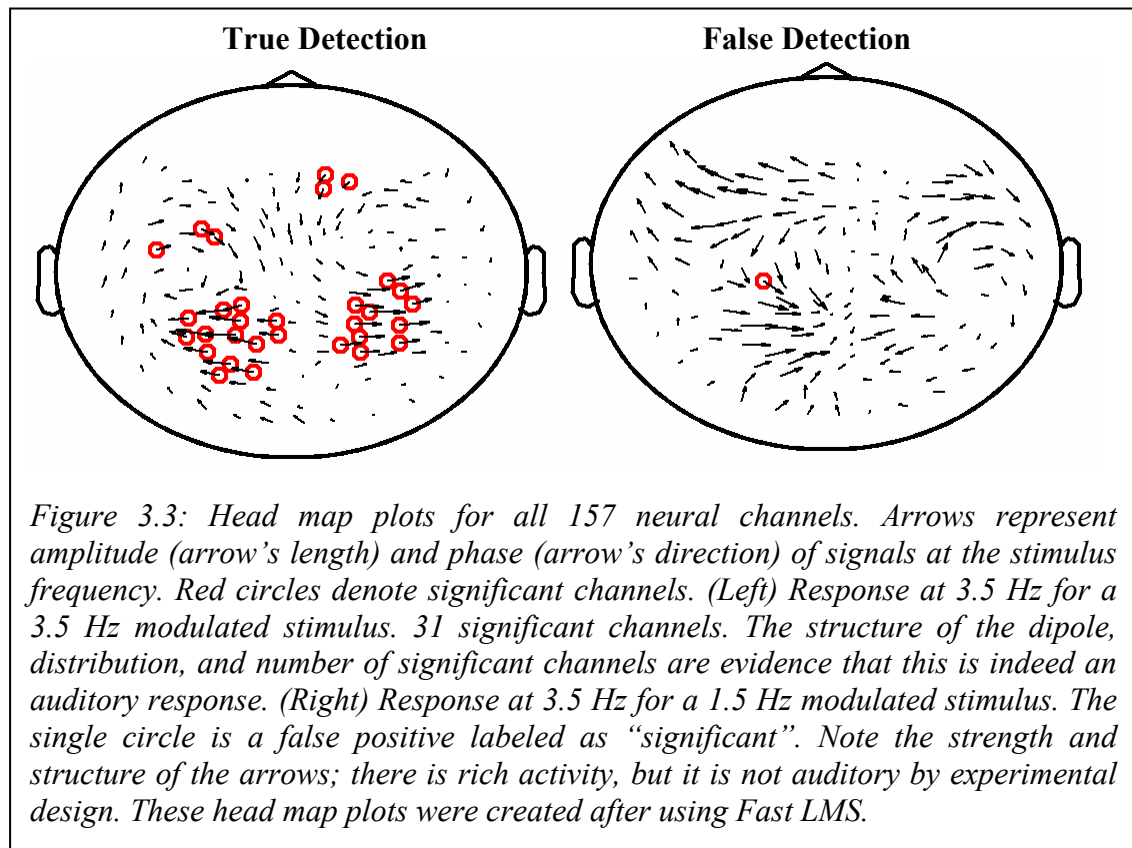 True Detection
False Detection
Figure 3.3: Head map plots for all 157 neural channels. Arrows represent
amplitude (arrow's length) and phase (arrow's direction) of signals at the stimulus
frequency. Red circles denote significant channels. (Left) Response at 3.5 Hz for a
3.5 Hz modulated stimulus. 31 significant channels. The structure of the dipole,
distribution, and number of significant channels are evidence that this is indeed an
auditory response. (Right) Response at 3.5 Hz for a 1.5 Hz modulated stimulus. The
single circle is a false positive labeled as “significant”. Note the strength and
structure of the arrows; there is rich activity, but it is not auditory by experimental
design. These head map plots were created after using Fast LMS.